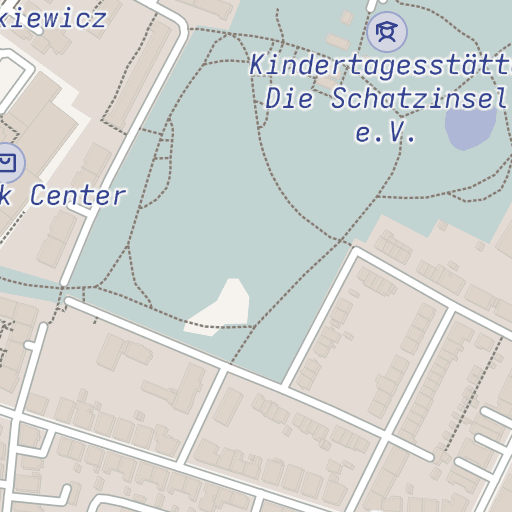 kiewicz
Kindertagesstätt
Die Schatzinsel
e.V.
k Center